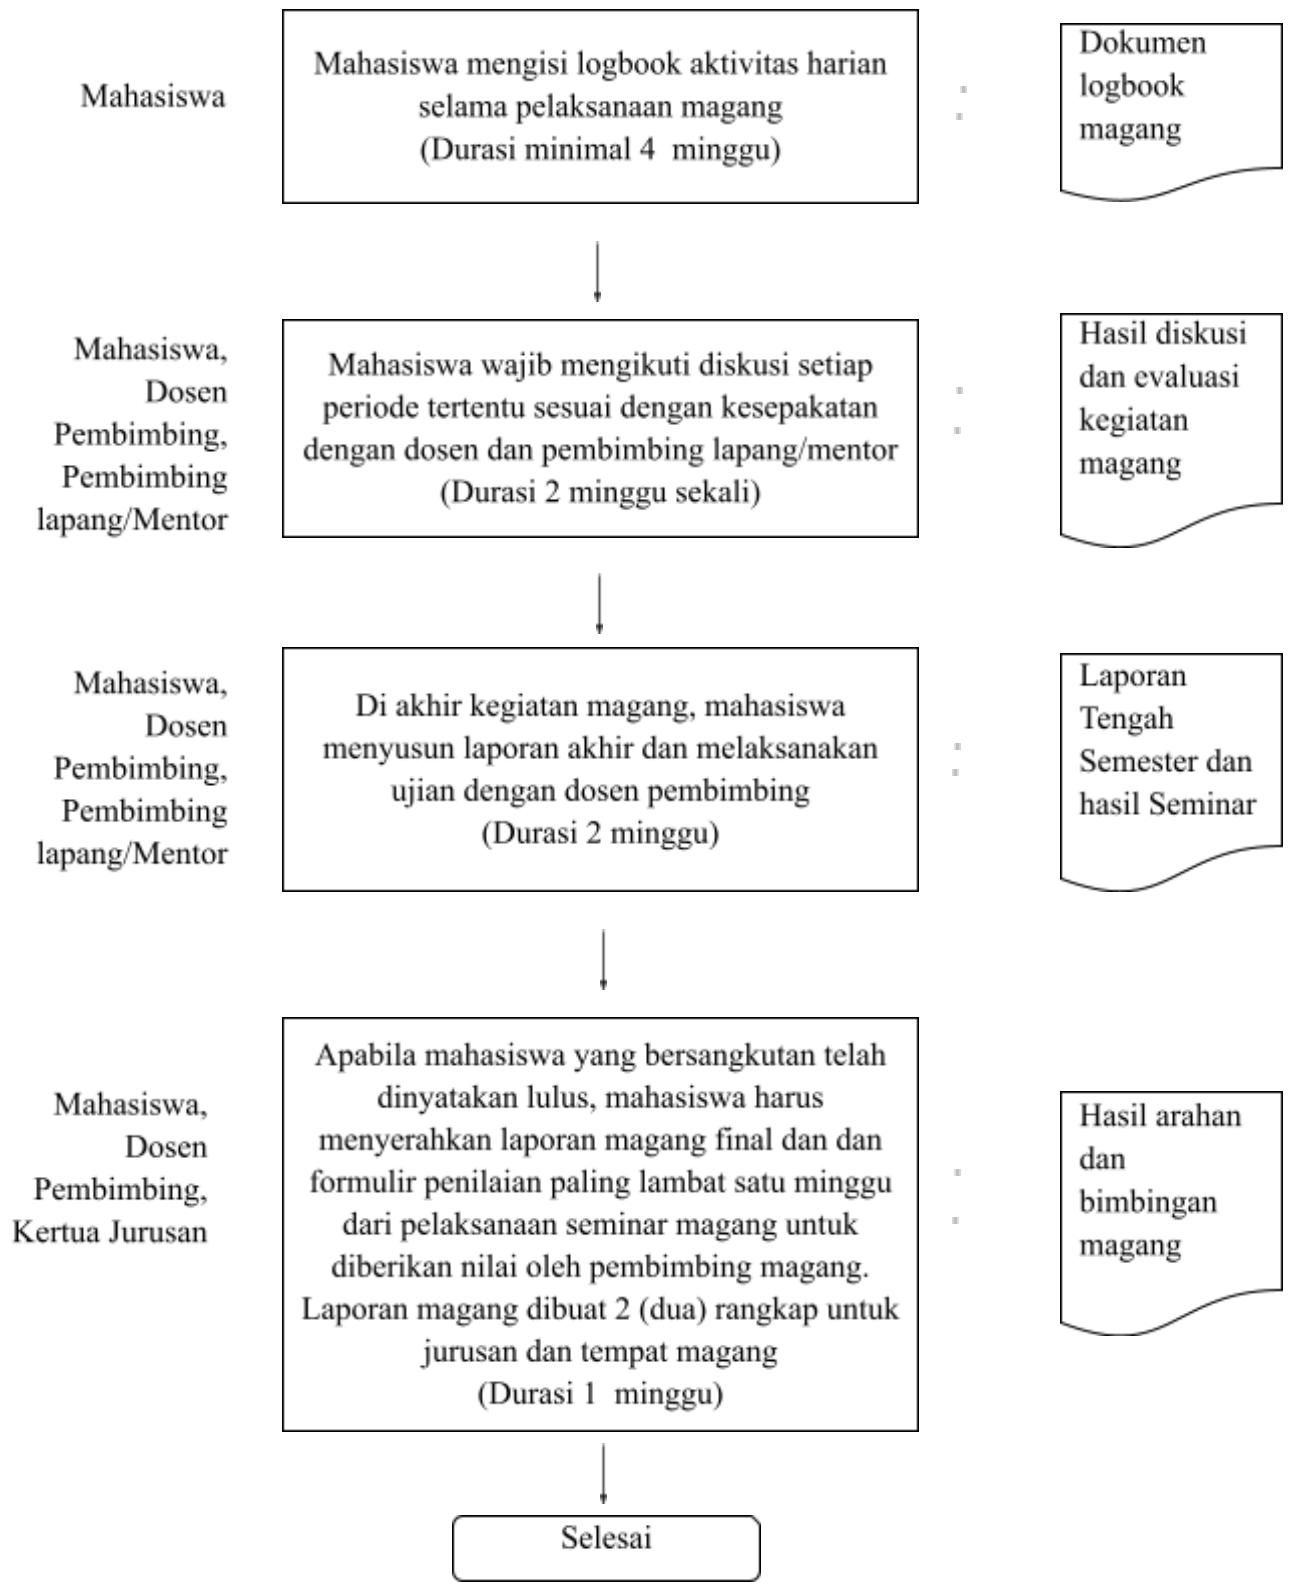 Mahasiswa
Mahasiswa mengisi logbook aktivitas harian
selama pelaksanaan magang
(Durasi minimal 4  minggu)
Dokumen
logbook
magang
Mahasiswa,
Dosen
Pembimbing,
Pembimbing
lapang/Mentor
Mahasiswa wajib mengikuti diskusi setiap
periode tertentu sesuai dengan kesepakatan
dengan dosen dan pembimbing lapang/mentor
(Durasi 2 minggu sekali)
Hasil diskusi
dan evaluasi
kegiatan
magang
Mahasiswa,
Dosen
Pembimbing,
Pembimbing
lapang/Mentor
Di akhir kegiatan magang, mahasiswa
menyusun laporan akhir dan melaksanakan
ujian dengan dosen pembimbing
(Durasi 2 minggu)
Laporan
Tengah
Semester dan
hasil Seminar
Mahasiswa,
Dosen
Pembimbing,
Kertua Jurusan
Apabila mahasiswa yang bersangkutan telah
dinyatakan lulus, mahasiswa harus
menyerahkan laporan magang final dan dan
formulir penilaian paling lambat satu minggu
dari pelaksanaan seminar magang untuk
diberikan nilai oleh pembimbing magang.
Laporan magang dibuat 2 (dua) rangkap untuk
jurusan dan tempat magang
(Durasi 1  minggu)
Hasil arahan
dan
bimbingan
magang
Selesai